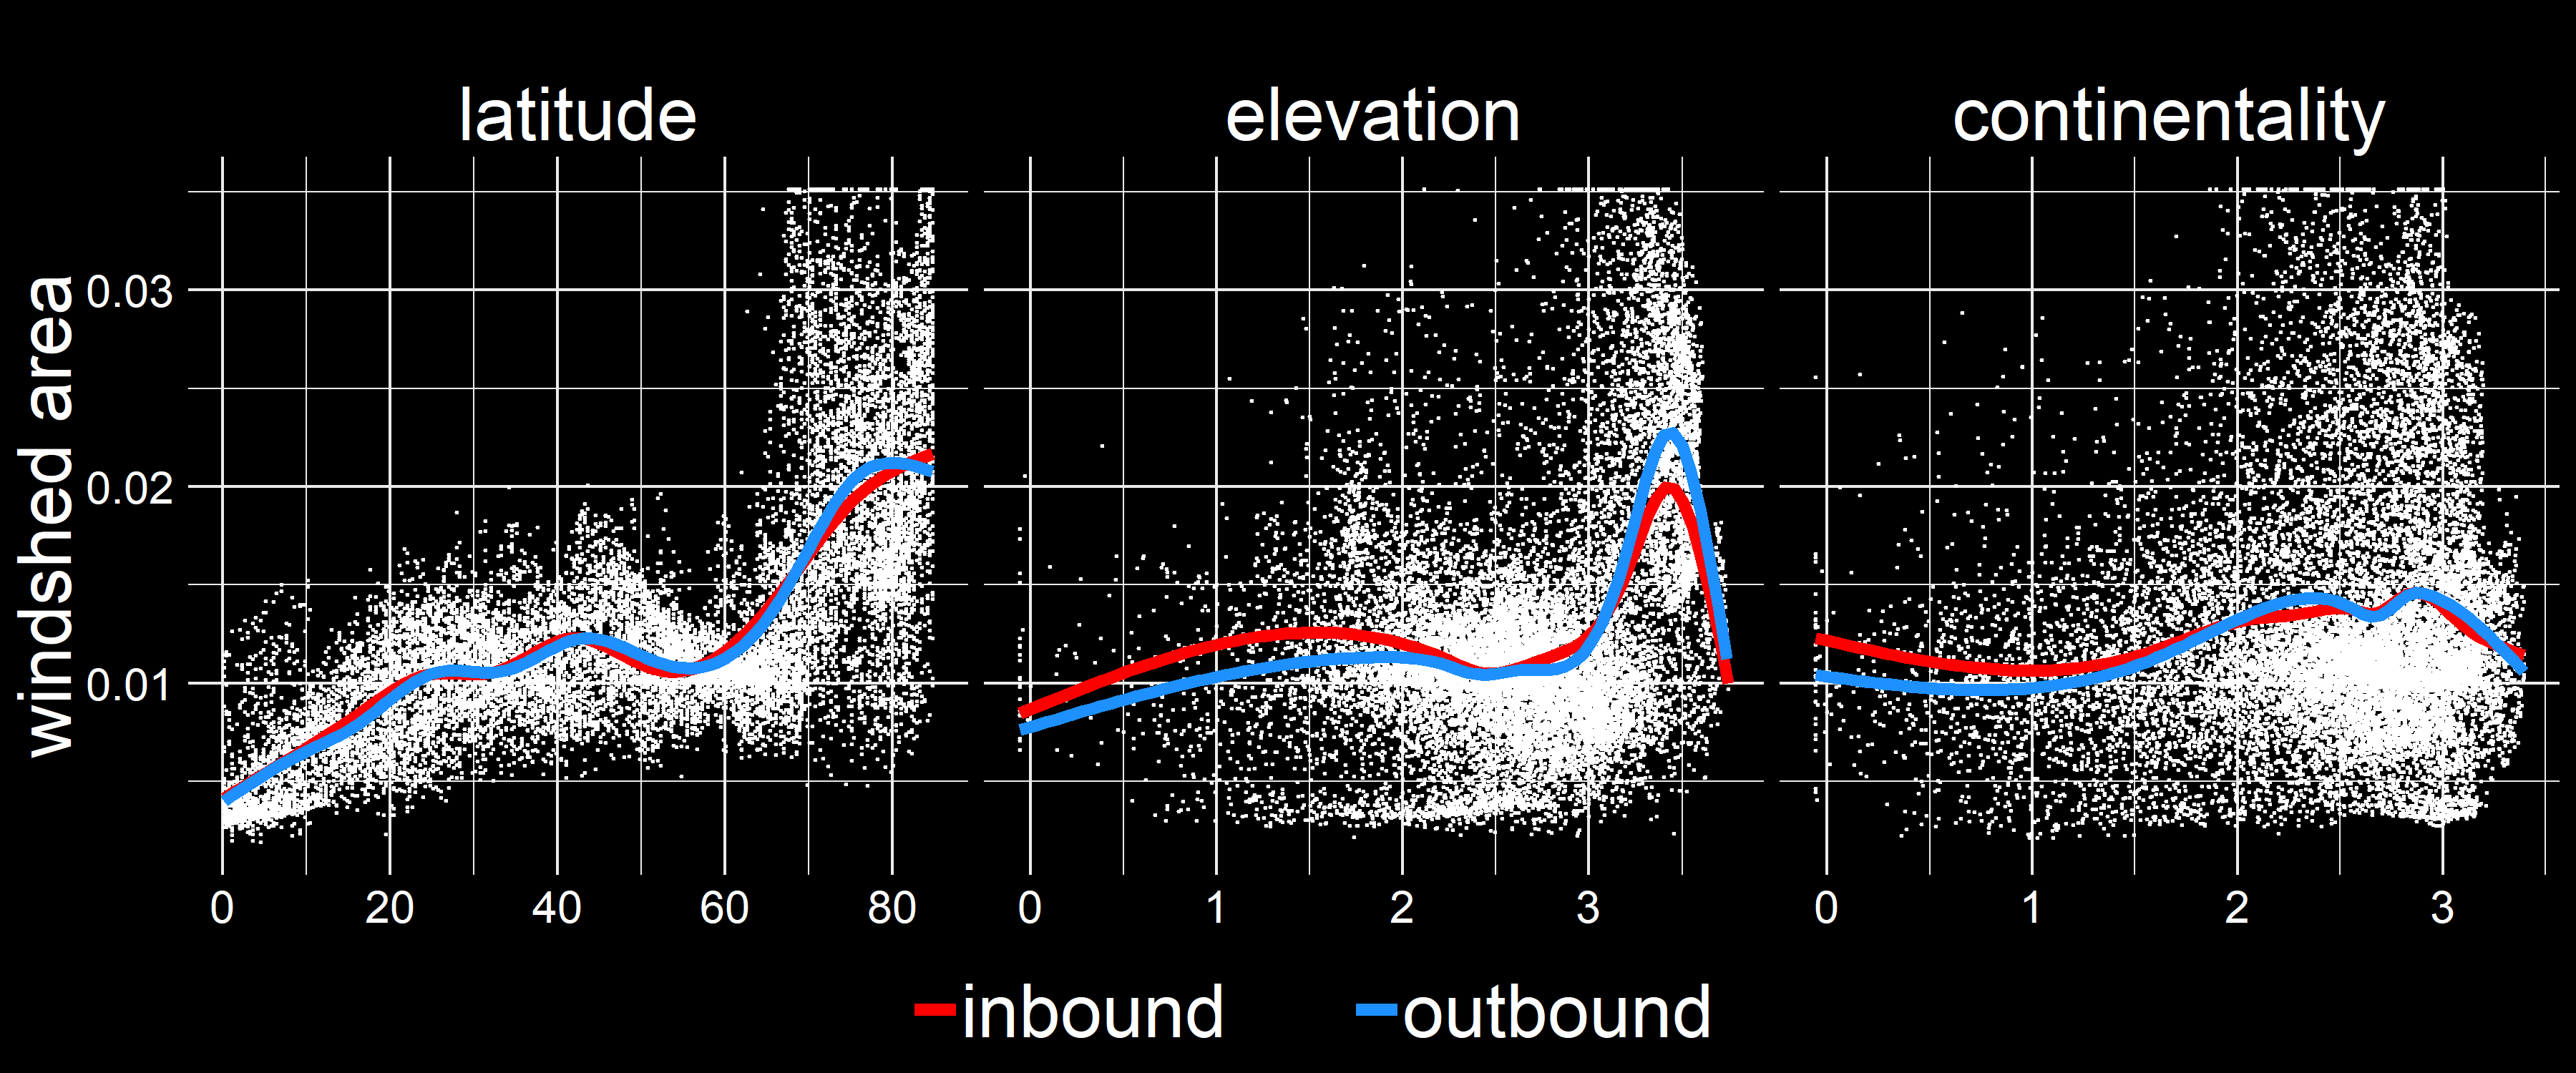 latitude elevation continentality
windshed area
0.03
0.02
0.01
0 20 40 60 80 0 1 2 3 0 1 2 3
inbound outbound